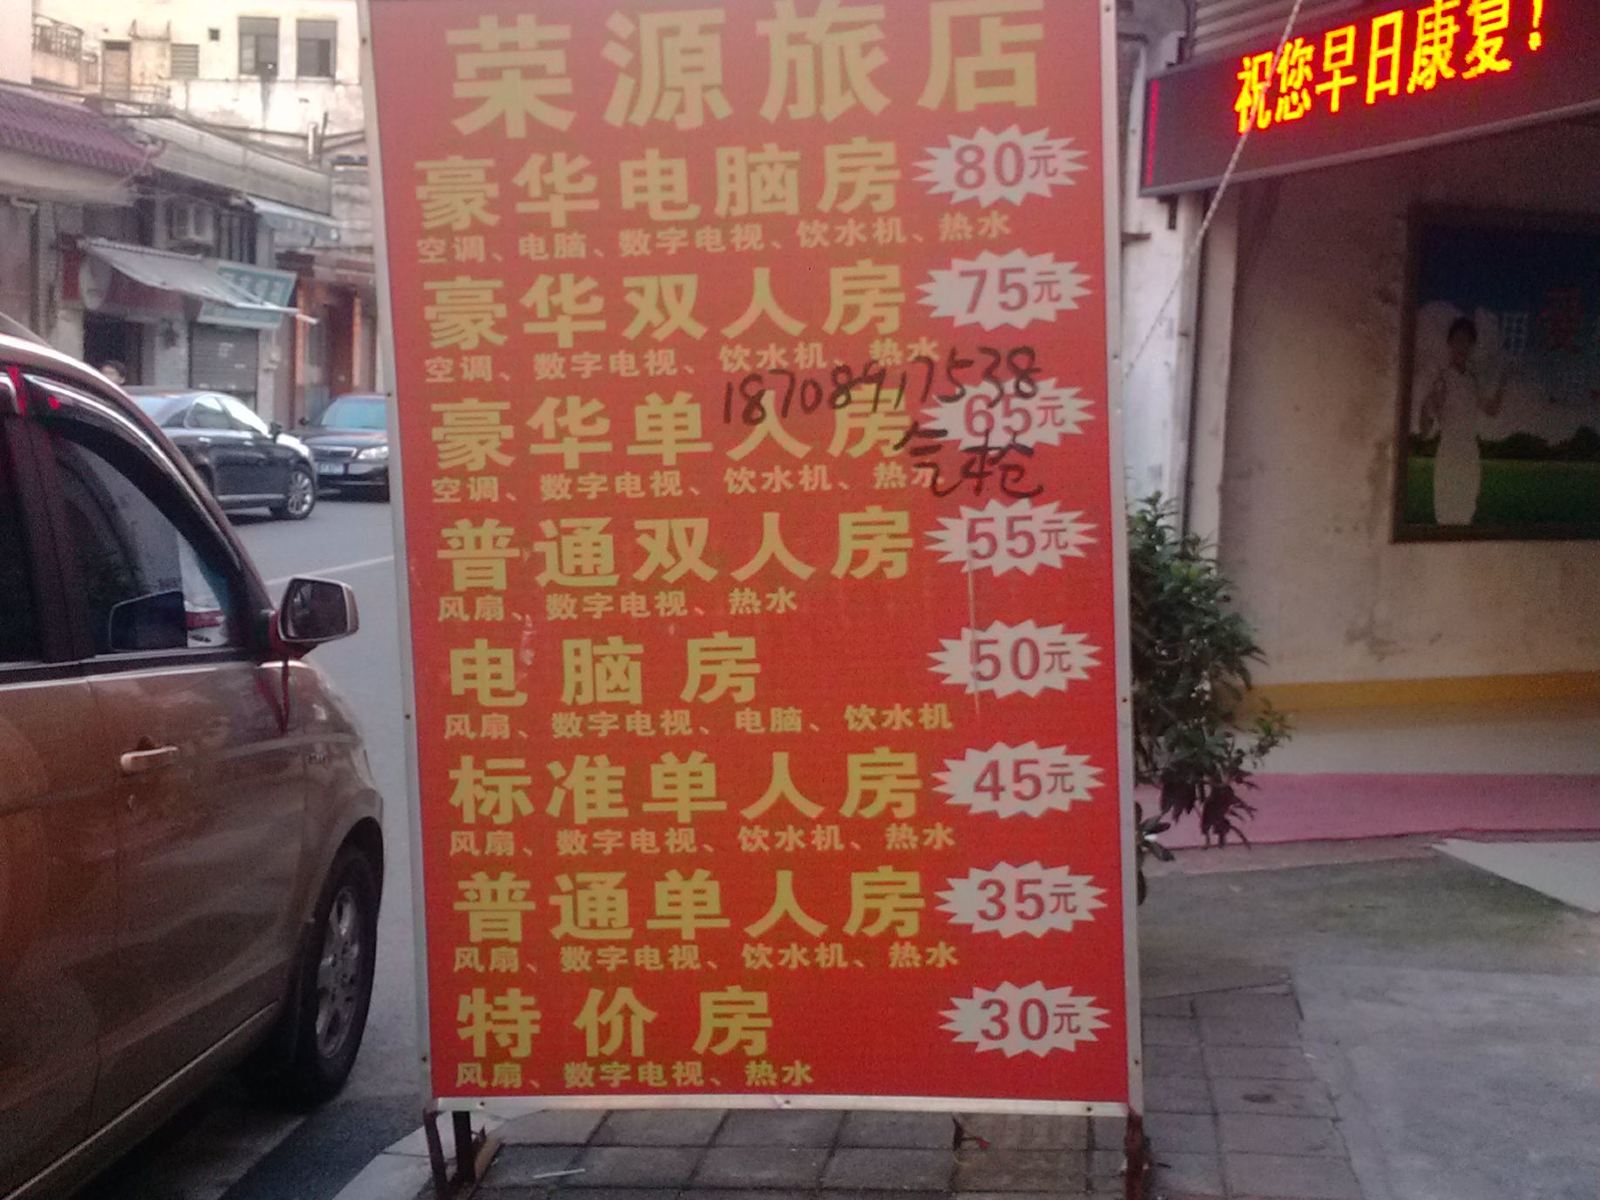 荣源旅店
豪华电脑房 80元
空调、电脑、数字电视、饮水机、热水
豪华双人房 75元
空调、数字电视、饮水机、热水
18708917538
豪华单人房 65元
气枪
空调、数字电视、饮水机、热水
普通双人房 55元
风扇、数字电视、热水
电脑房 50元
风扇、数字电视、电脑、饮水机
标准单人房 45元
风扇、数字电视、饮水机、热水
普通单人房 35元
风扇、数字电视、饮水机、热水
特价房 30元
风扇、数字电视、热水
祝您早日康复!
用爱